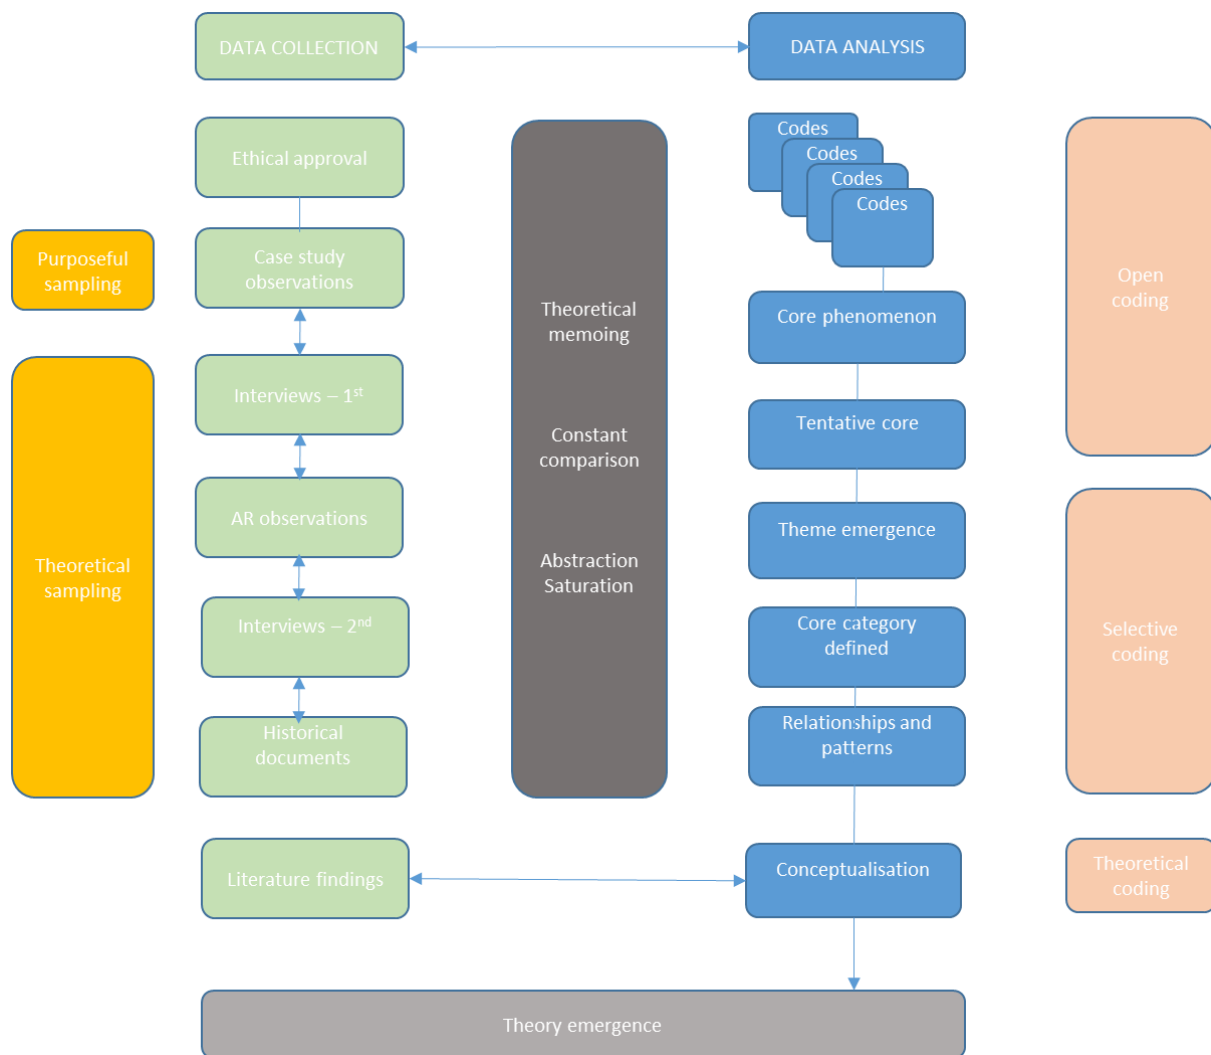 DATA COLLECTION
DATA ANALYSIS
Ethical approval
Codes
Codes
Codes
Codes
Purposeful
sampling
Case study
observations
Open
coding
Theoretical
memoing
Core phenomenon
Interviews – 1st
Tentative core
Constant
comparison
AR observations
Theme emergence
Theoretical
sampling
Abstraction
Saturation
Interviews – 2nd
Core category
defined
Selective
coding
Historical
documents
Relationships and
patterns
Literature findings
Conceptualisation
Theoretical
coding
Theory emergence